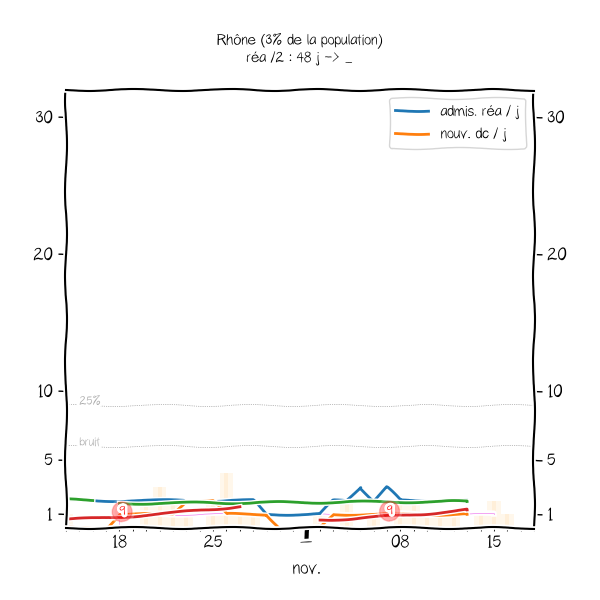 Rhône (3% de la population)
réa /2 : 48 j -> _
admis. réa / j
nouv. dc / j
30 30
20 20
10 10
25%
bruit
5 5
9 9
1 1
18 25 1 08 15
nov.